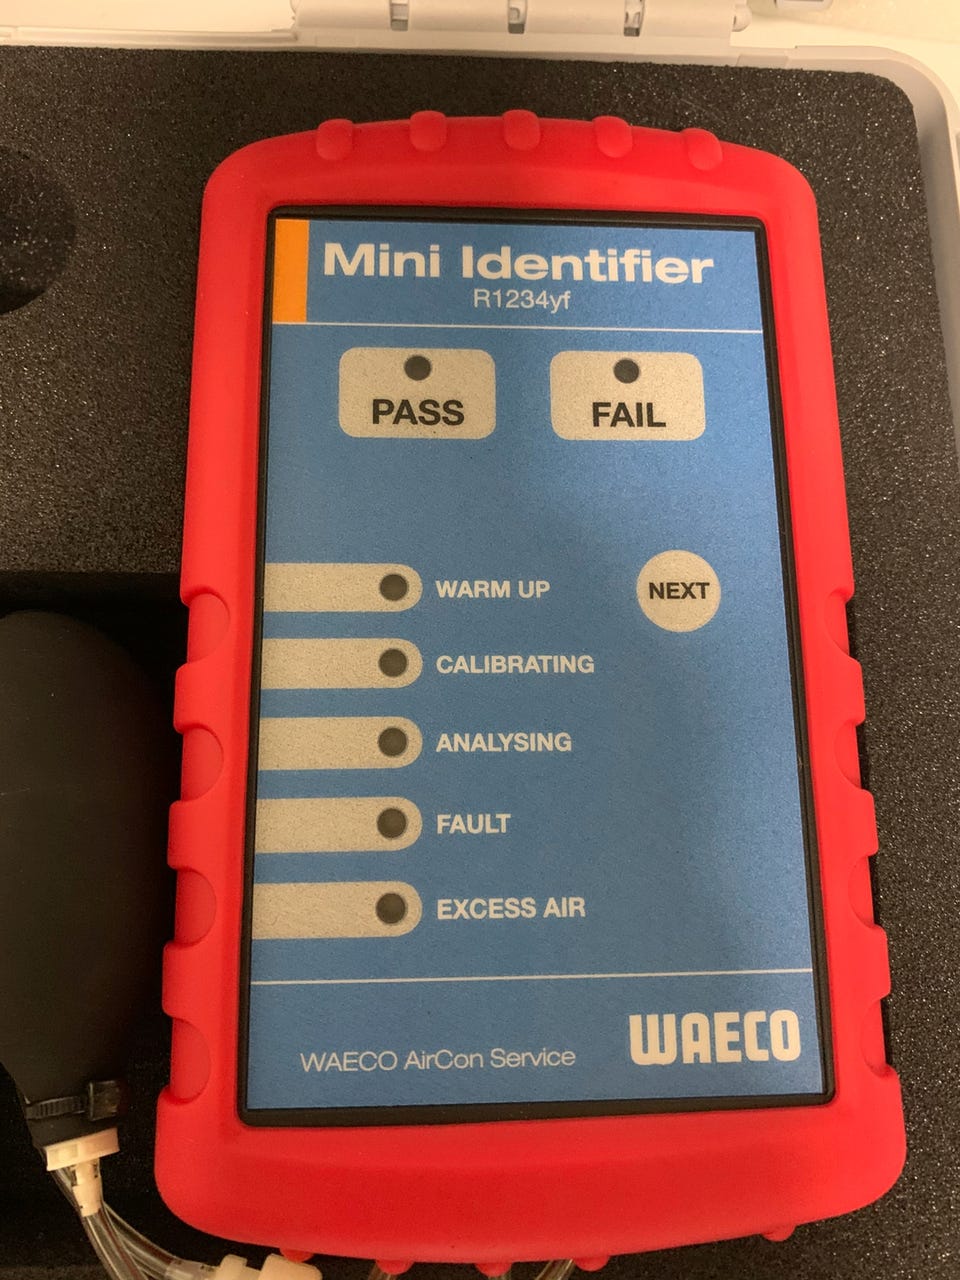 Mini Identifier
R1234yf
PASS
FAIL
WARM UP
NEXT
CALIBRATING
ANALYSING
FAULT
EXCESS AIR
WAECO AirCon Service
WAECO